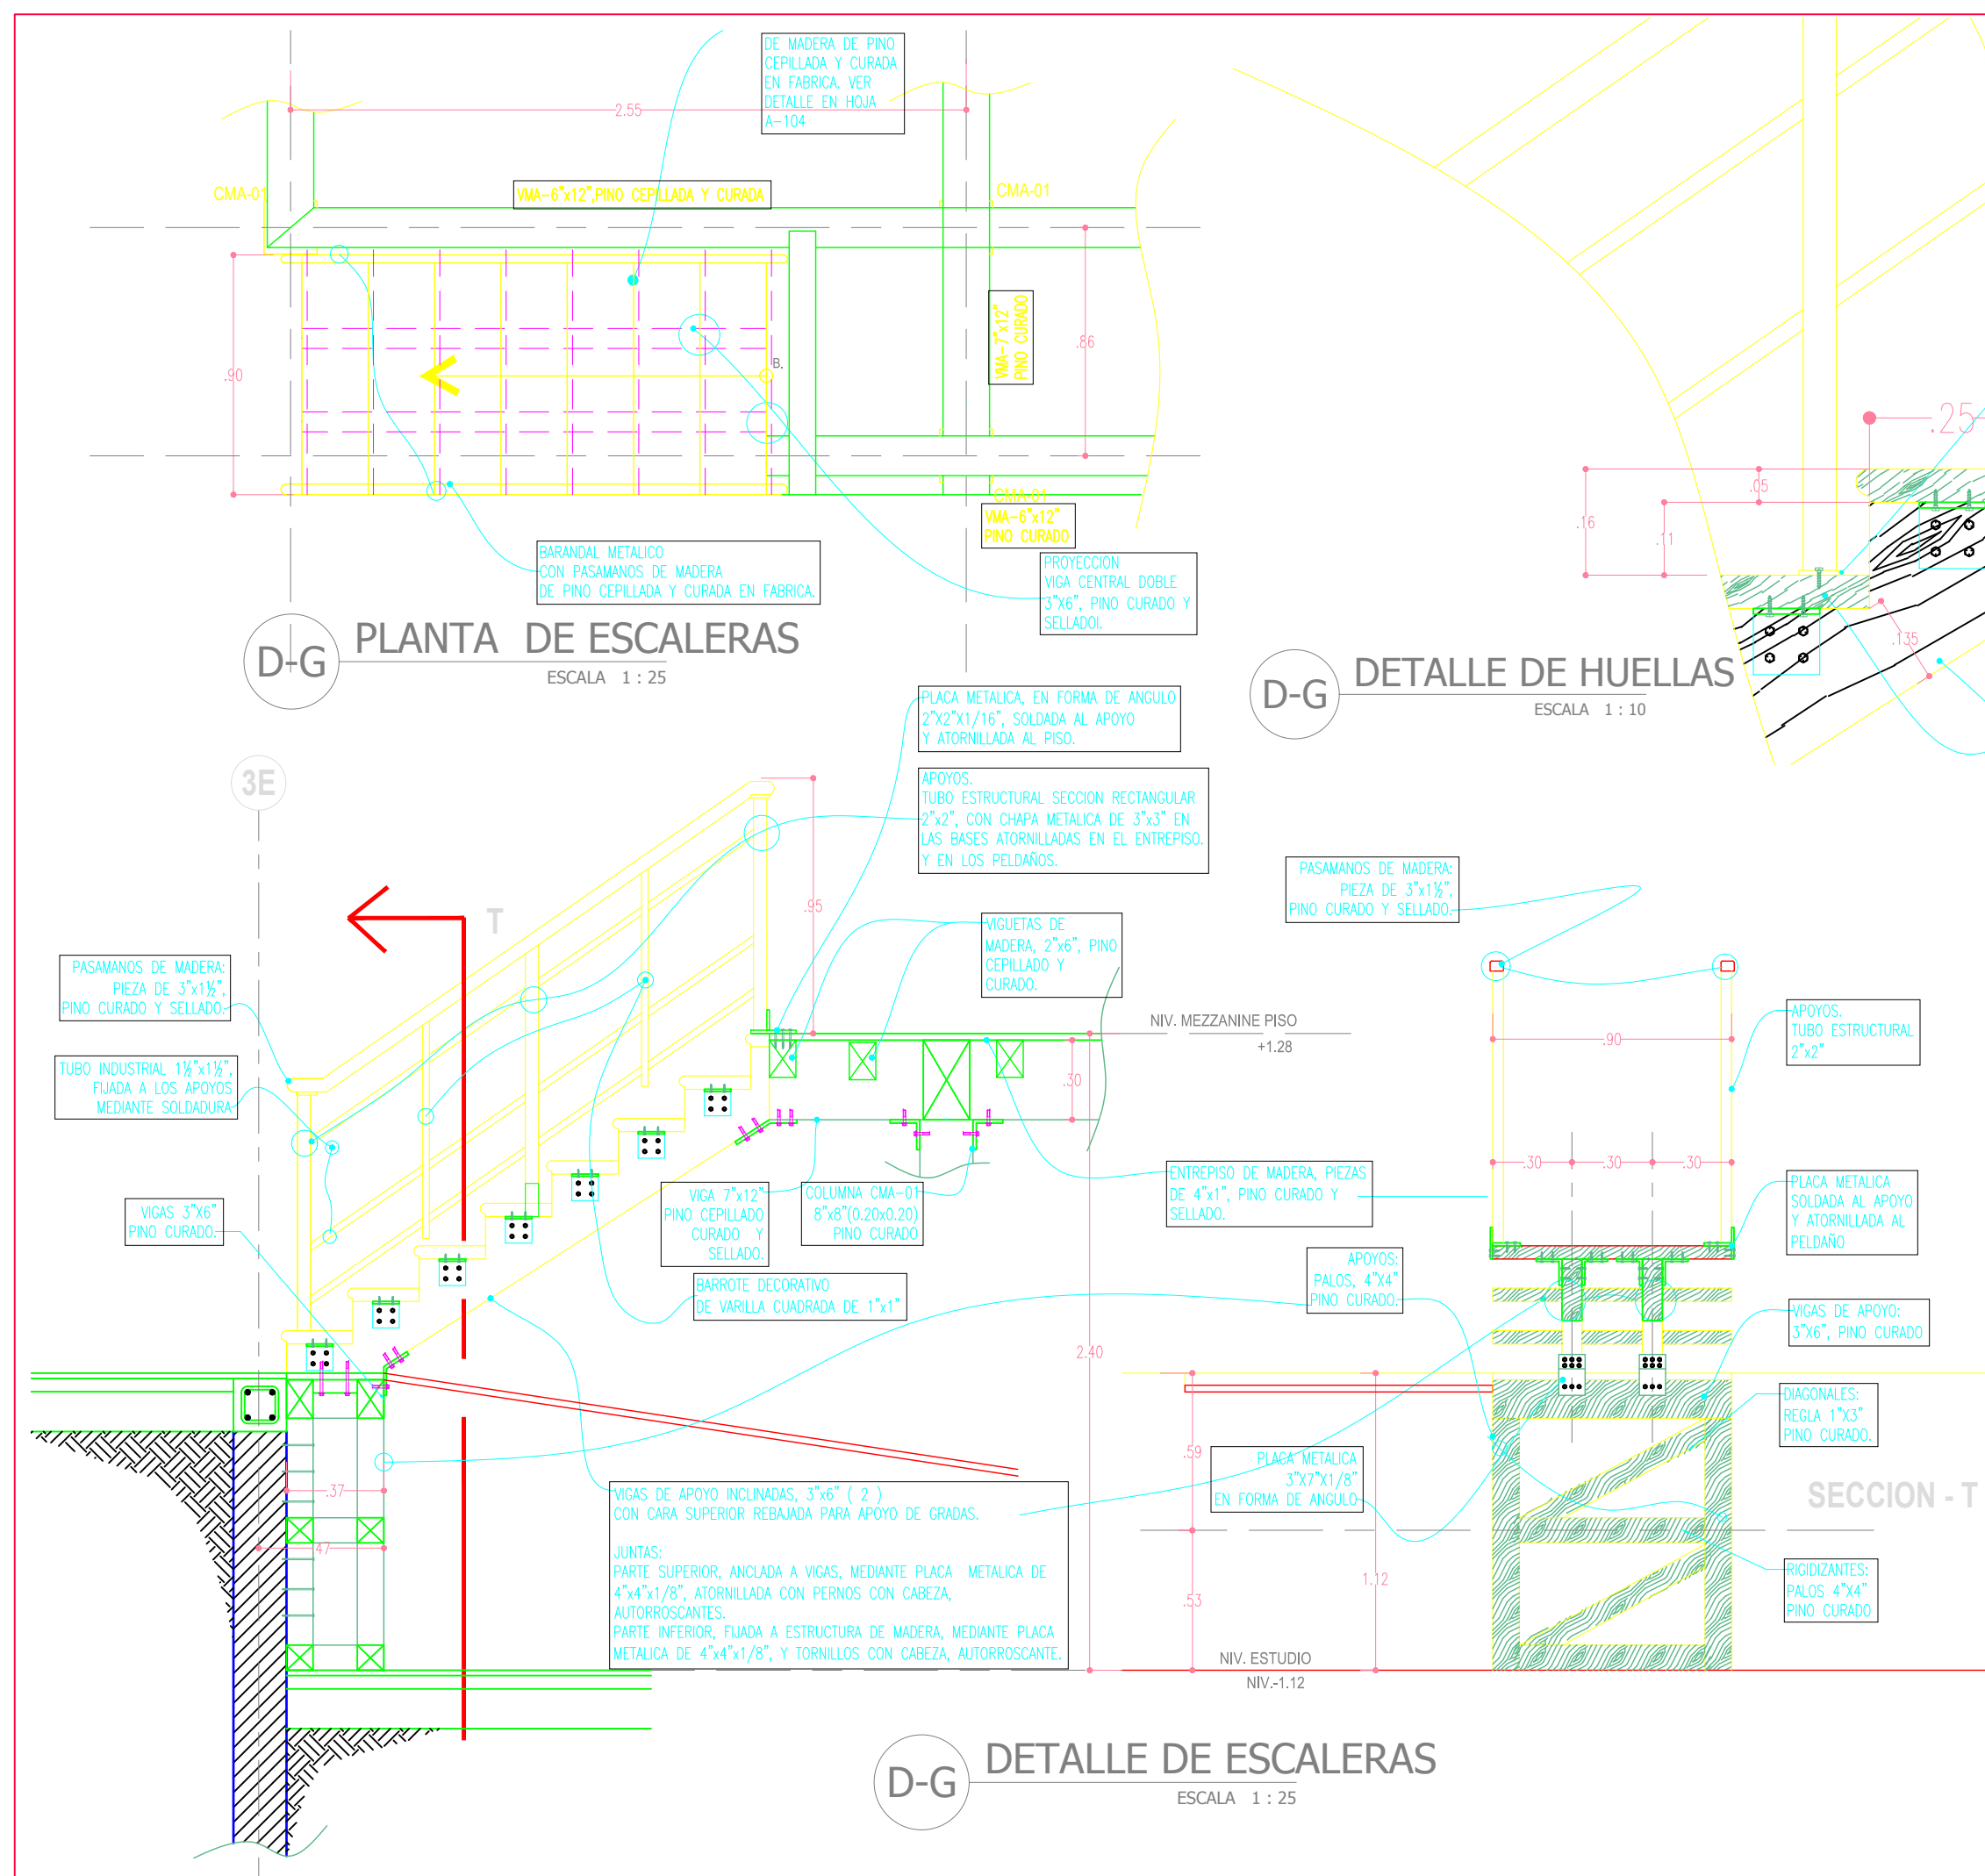 DE MADERA DE PINO
CEPILLADA Y CURADA
EN FABRICA. VER
DETALLE EN HOJA
A-104
2.55
CMA-01
VMA-6"x12",PINO CEPILLADA Y CURADA
CMA-01
.90
B.
VMA-7"x12"
PINO CURADO
.86
CMA-01
VMA-6"x12"
PINO CURADO
BARANDAL METALICO
CON PASAMANOS DE MADERA
DE PINO CEPILLADA Y CURADA EN FABRICA.
PROYECCION
VIGA CENTRAL DOBLE
3"X6", PINO CURADO Y
SELLADOI.
D-G
PLANTA DE ESCALERAS
ESCALA 1 : 25
.25
.05
.16
.11
.135
D-G
DETALLE DE HUELLAS
ESCALA 1 : 10
PLACA METALICA, EN FORMA DE ANGULO
2"X2"X1/16", SOLDADA AL APOYO
Y ATORNILLADA AL PISO.
3E
APOYOS.
TUBO ESTRUCTURAL SECCION RECTANGULAR
2"x2", CON CHAPA METALICA DE 3"x3" EN
LAS BASES ATORNILLADAS EN EL ENTREPISO.
Y EN LOS PELDAÑOS.
T
.95
VIGUETAS DE
MADERA, 2"x6", PINO
CEPILLADO Y
CURADO.
PASAMANOS DE MADERA:
PIEZA DE 3"x1½",
PINO CURADO Y SELLADO.
TUBO INDUSTRIAL 1½"x1½",
FIJADA A LOS APOYOS
MEDIANTE SOLDADURA
VIGAS 3"X6"
PINO CURADO.
NIV. MEZZANINE PISO
+1.28
.30
VIGA 7"x12"
PINO CEPILLADO
CURADO Y
SELLADO.
COLUMNA CMA-01
8"x8"(0.20x0.20)
PINO CURADO
ENTREPISO DE MADERA, PIEZAS
DE 4"x1", PINO CURADO Y
SELLADO.
BARROTE DECORATIVO
DE VARILLA CUADRADA DE 1"x1"
2.40
.37
.47
VIGAS DE APOYO INCLINADAS, 3"x6" ( 2 )
CON CARA SUPERIOR REBAJADA PARA APOYO DE GRADAS.
JUNTAS:
PARTE SUPERIOR, ANCLADA A VIGAS, MEDIANTE PLACA METALICA DE
4"x4"x1/8", ATORNILLADA CON PERNOS CON CABEZA,
AUTORROSCANTES.
PARTE INFERIOR, FIJADA A ESTRUCTURA DE MADERA, MEDIANTE PLACA
METALICA DE 4"x4"x1/8", Y TORNILLOS CON CABEZA, AUTORROSCANTE.
PASAMANOS DE MADERA:
PIEZA DE 3"x1½",
PINO CURADO Y SELLADO.
APOYOS.
TUBO ESTRUCTURAL
2"x2"
.90
.30
.30
.30
PLACA METALICA
SOLDADA AL APOYO
Y ATORNILLADA AL
PELDAÑO
APOYOS:
PALOS, 4"X4"
PINO CURADO.
VIGAS DE APOYO:
3"X6", PINO CURADO
DIAGONALES:
REGLA 1"X3"
PINO CURADO.
PLACA METALICA
3"X7"X1/8"
EN FORMA DE ANGULO
.59
.53
1.12
SECCION - T
RIGIDIZANTES:
PALOS 4"X4"
PINO CURADO
NIV. ESTUDIO
NIV.-1.12
D-G
DETALLE DE ESCALERAS
ESCALA 1 : 25